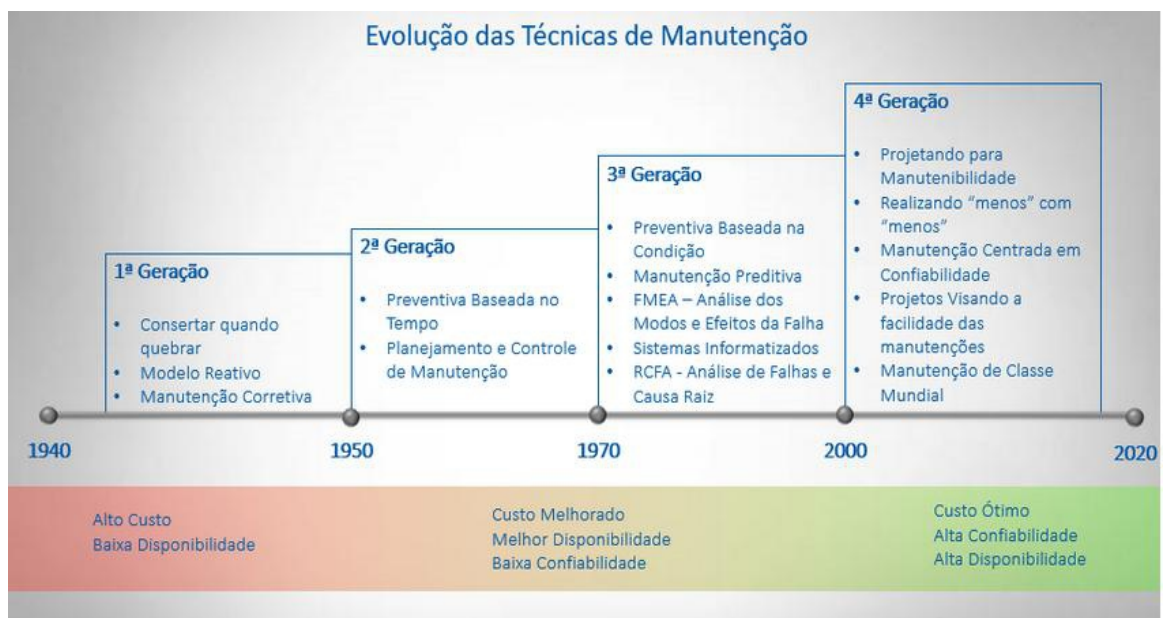 Evolução das Técnicas de Manutenção
1ª Geração
• Consertar quando
quebrar
• Modelo Reativo
• Manutenção Corretiva
2ª Geração
• Preventiva Baseada no
Tempo
• Planejamento e Controle
de Manutenção
3ª Geração
• Preventiva Baseada na
Condição
• Manutenção Preditiva
• FMEA – Análise dos
Modos e Efeitos da Falha
• Sistemas Informatizados
• RCFA - Análise de Falhas e
Causa Raiz
4ª Geração
• Projetando para
Manutenibilidade
• Realizando “menos” com
“menos”
• Manutenção Centrada em
Confiabilidade
• Projetos Visando a
facilidade das
manutenções
• Manutenção de Classe
Mundial
1940
1950
1970
2000
2020
Alto Custo
Baixa Disponibilidade
Custo Melhorado
Melhor Disponibilidade
Baixa Confiabilidade
Custo Ótimo
Alta Confiabilidade
Alta Disponibilidade